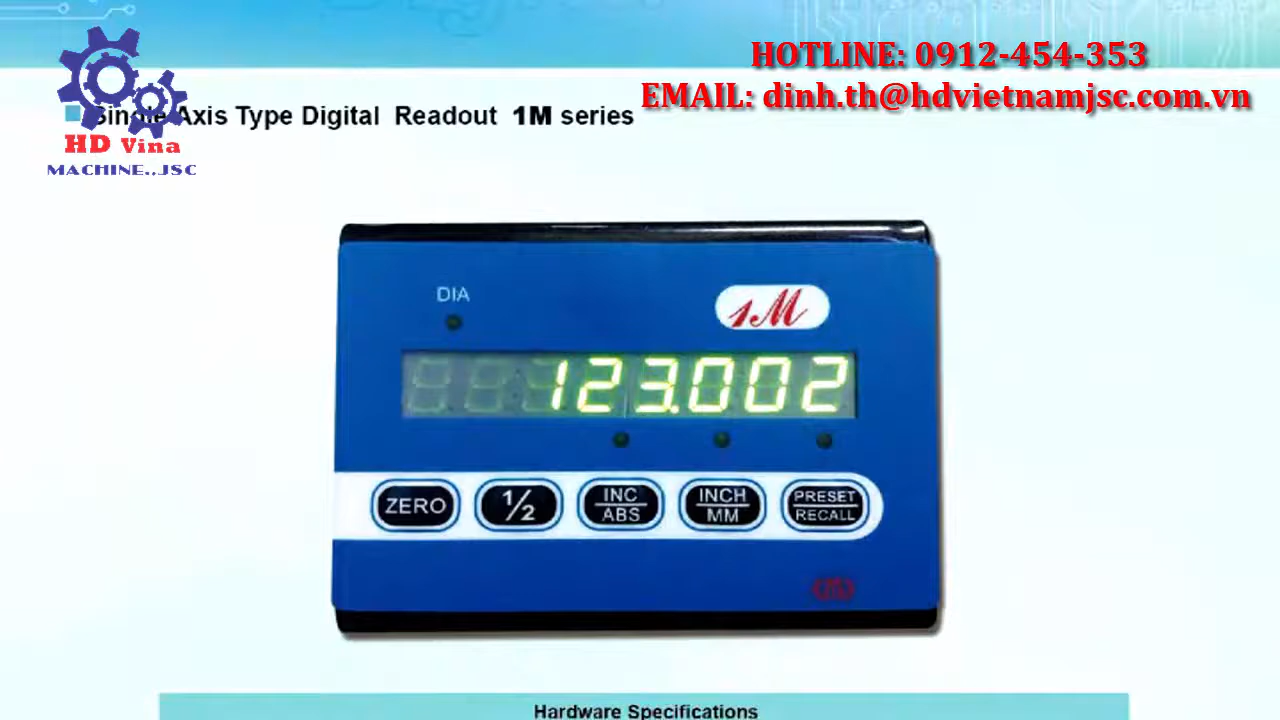 HOTLINE: 0912-454-353
EMAIL: dinh.th@hdvietnamjsc.com.vn
Single Axis Type Digital Readout 1M series
HD Vina
MACHINE.,JSC
DIA
1M
123.002
ZERO
1/2
INC
ABS
INCH
MM
PRESET
RECALL
Hardware Specifications